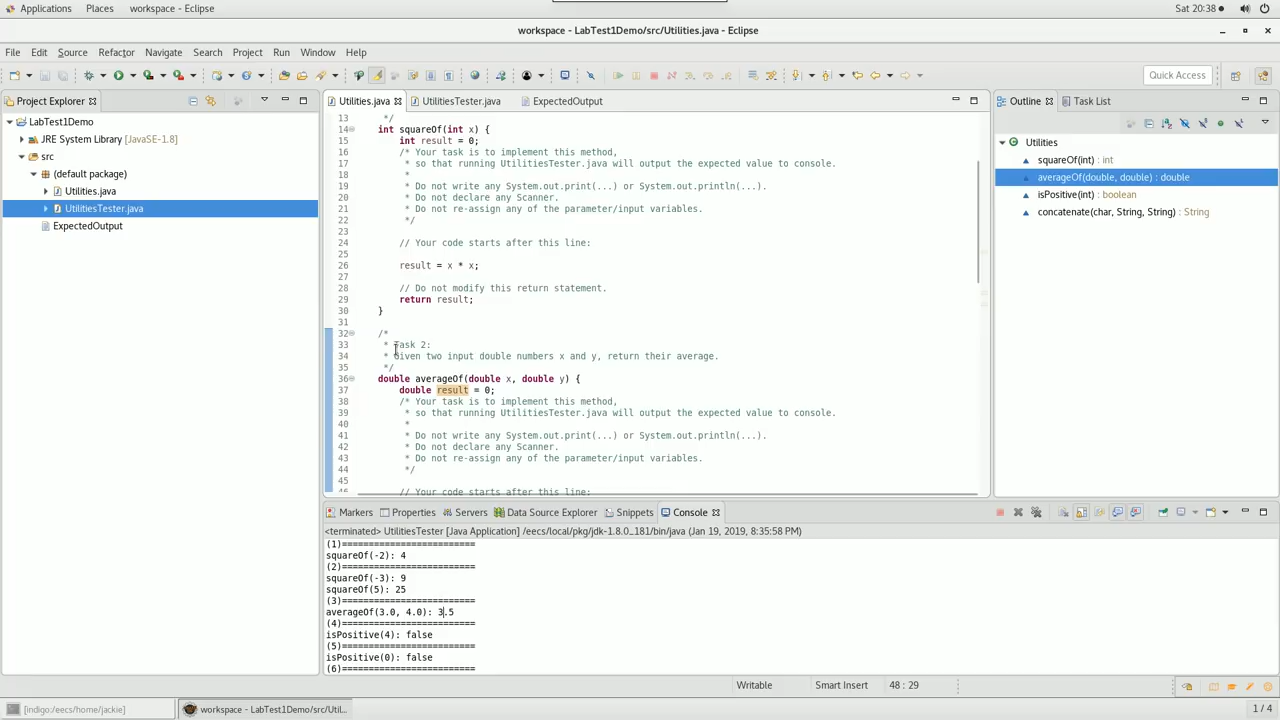 Applications Places workspace - Eclipse Sat 20:38
workspace - LabTest1Demo/src/Utilities.java - Eclipse
File Edit Source Refactor Navigate Search Project Run Window Help
Quick Access
Project Explorer
LabTest1Demo
JRE System Library [JavaSE-1.8]
src
(default package)
Utilities.java
UtilitiesTester.java
ExpectedOutput
Utilities.java UtilitiesTester.java ExpectedOutput
13 */
14 int squareOf(int x) {
15 int result = 0;
16 /* Your task is to implement this method,
17 * so that running UtilitiesTester.java will output the expected value to console.
18 *
19 * Do not write any System.out.print(...) or System.out.println(...).
20 * Do not declare any Scanner.
21 * Do not re-assign any of the parameter/input variables.
22 */
23
24 // Your code starts after this line:
25
26 result = x * x;
27
28 // Do not modify this return statement.
29 return result;
30 }
31
32 /*
33 * Task 2:
34 * Given two input double numbers x and y, return their average.
35 */
36 double averageOf(double x, double y) {
37 double result = 0;
38 /* Your task is to implement this method,
39 * so that running UtilitiesTester.java will output the expected value to console.
40 *
41 * Do not write any System.out.print(...) or System.out.println(...).
42 * Do not declare any Scanner.
43 * Do not re-assign any of the parameter/input variables.
44 */
45
46 // Your code starts after this line:
Outline Task List
Utilities
squareOf(int) : int
averageOf(double, double) : double
isPositive(int) : boolean
concatenate(char, String, String) : String
Markers Properties Servers Data Source Explorer Snippets Console
<terminated> UtilitiesTester [Java Application] /eecs/local/pkg/jdk-1.8.0_181/bin/java (Jan 19, 2019, 8:35:58 PM)
(1)=========================
squareOf(-2): 4
(2)=========================
squareOf(-3): 9
squareOf(5): 25
(3)=========================
averageOf(3.0, 4.0): 3.5
(4)=========================
isPositive(4): false
(5)=========================
isPositive(0): false
(6)=========================
Writable Smart Insert 48 : 29
[indigo:/eecs/home/jackie] workspace - LabTest1Demo/src/Util... 1 / 4